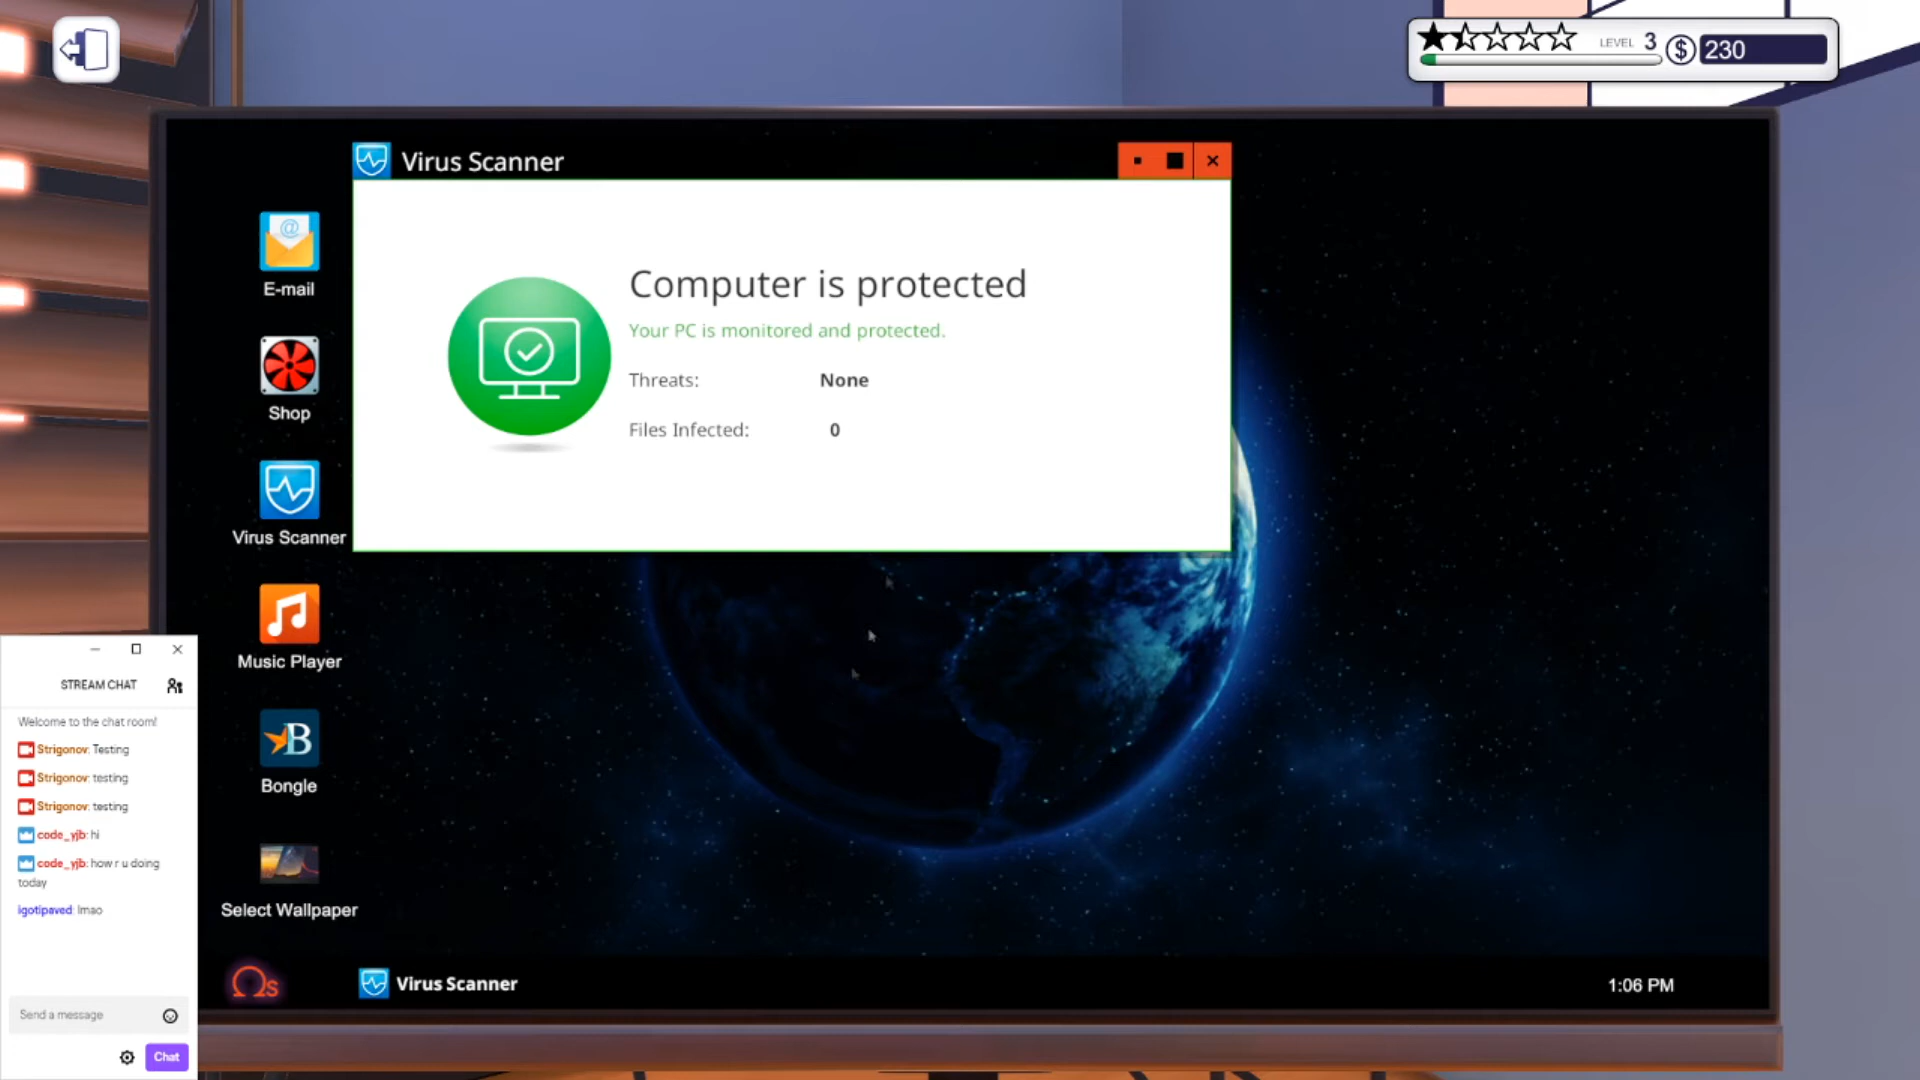 LEVEL 3
$ 230
Virus Scanner
Computer is protected
Your PC is monitored and protected.
Threats: None
Files Infected: 0
@
E-mail
Shop
Virus Scanner
Music Player
B
Bongle
Select Wallpaper
STREAM CHAT
Welcome to the chat room!
Strigonov: Testing
Strigonov: testing
Strigonov: testing
code_yjb: hi
code_yjb: how r u doing
today
igotipaved: lmao
Send a message
Chat
Ωs
Virus Scanner
1:06 PM